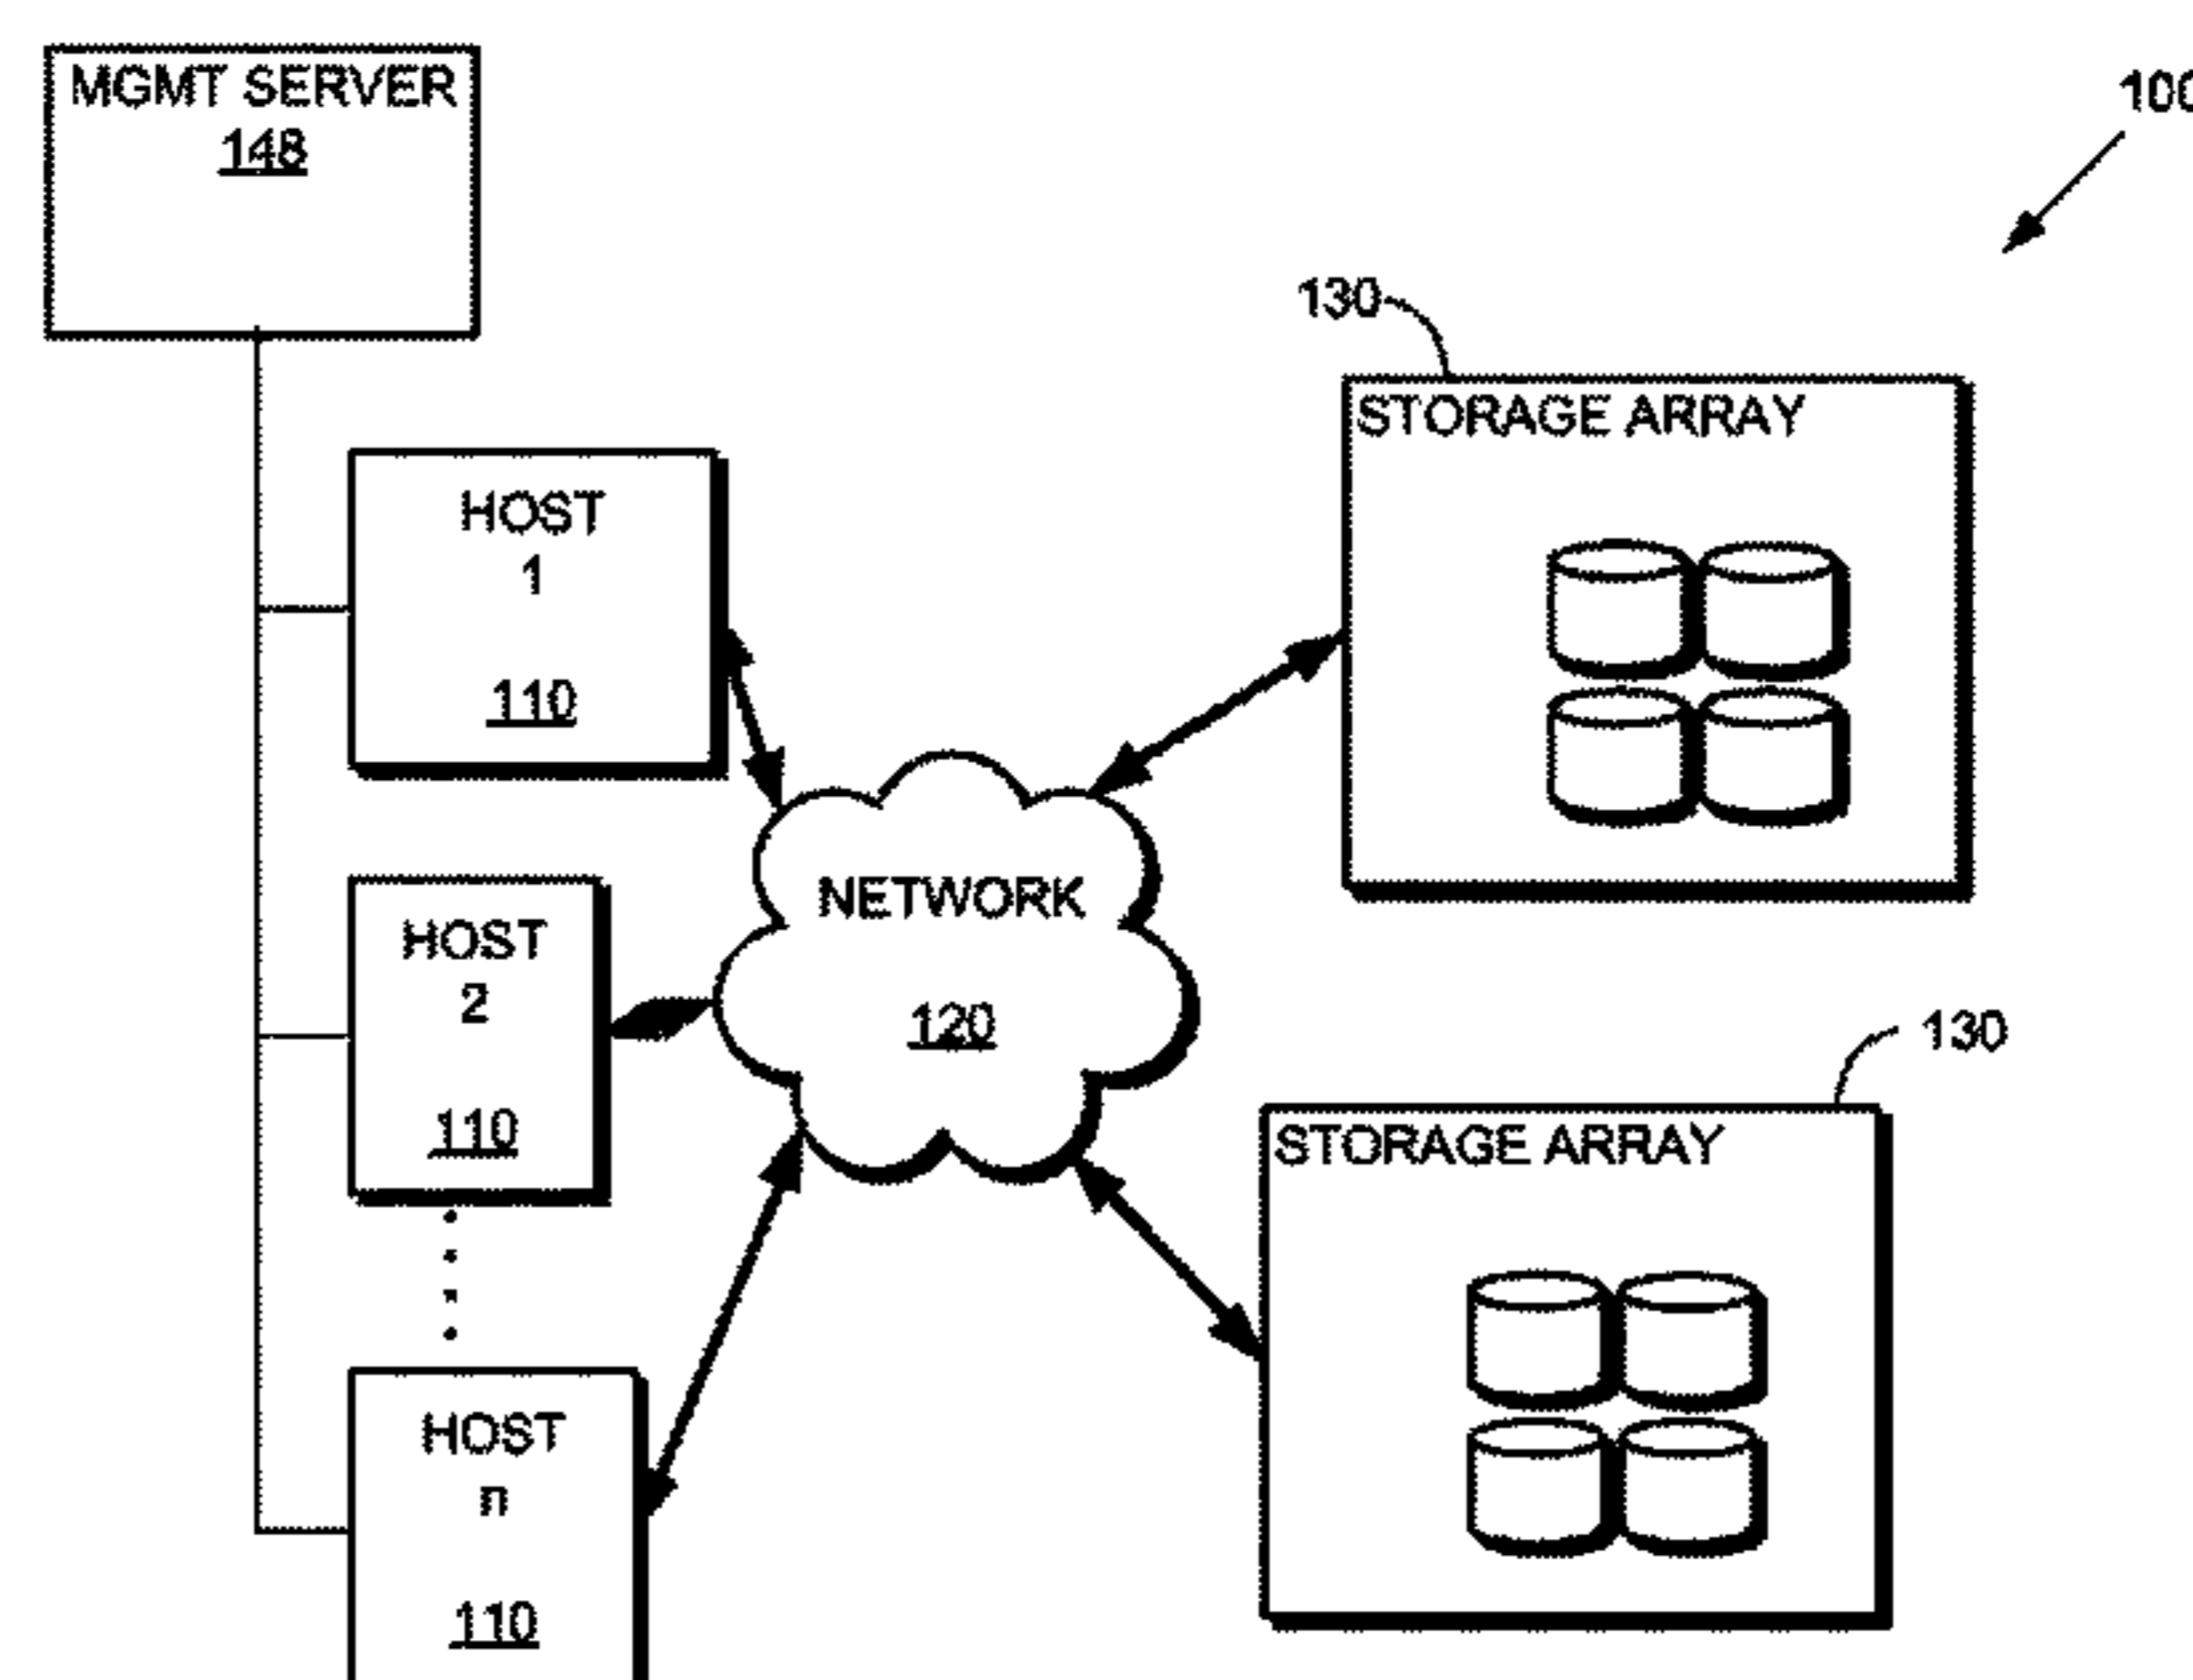 MGMT SERVER
148
100
130
STORAGE ARRAY
HOST
1
110
NETWORK
120
HOST
2
110
130
STORAGE ARRAY
HOST
n
110